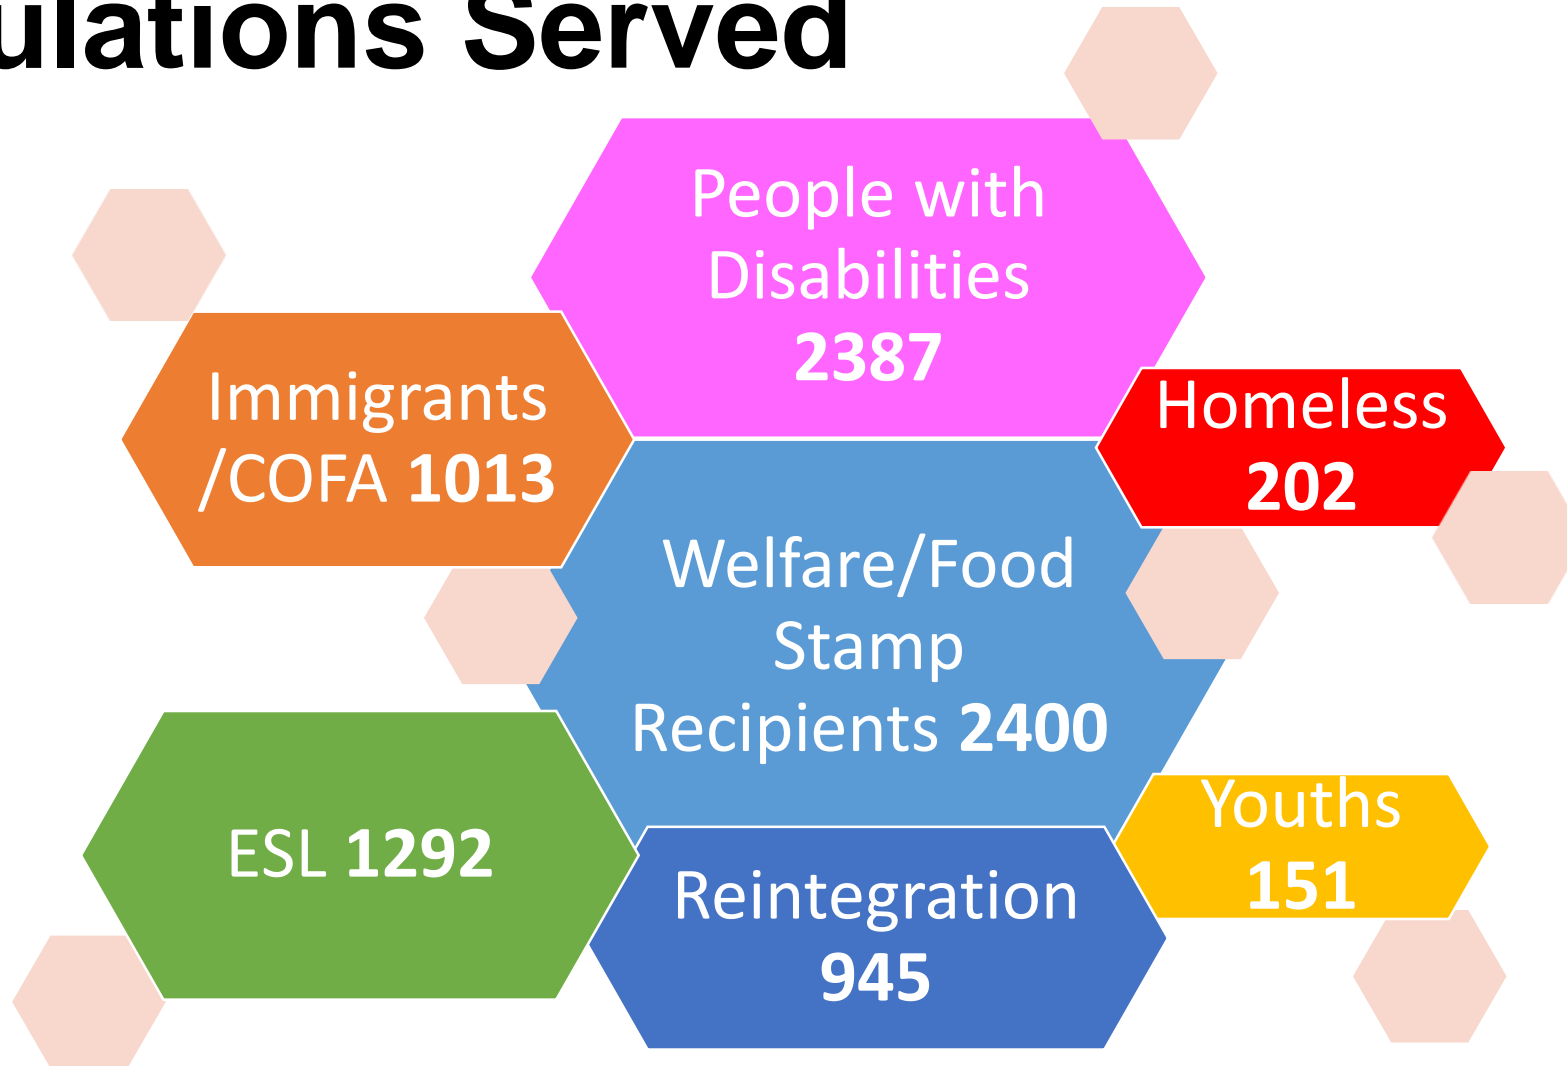 ulations Served
People with
Disabilities
2387
Immigrants
/COFA 1013
Homeless
202
Welfare/Food
Stamp
Recipients 2400
ESL 1292
Youths
151
Reintegration
945